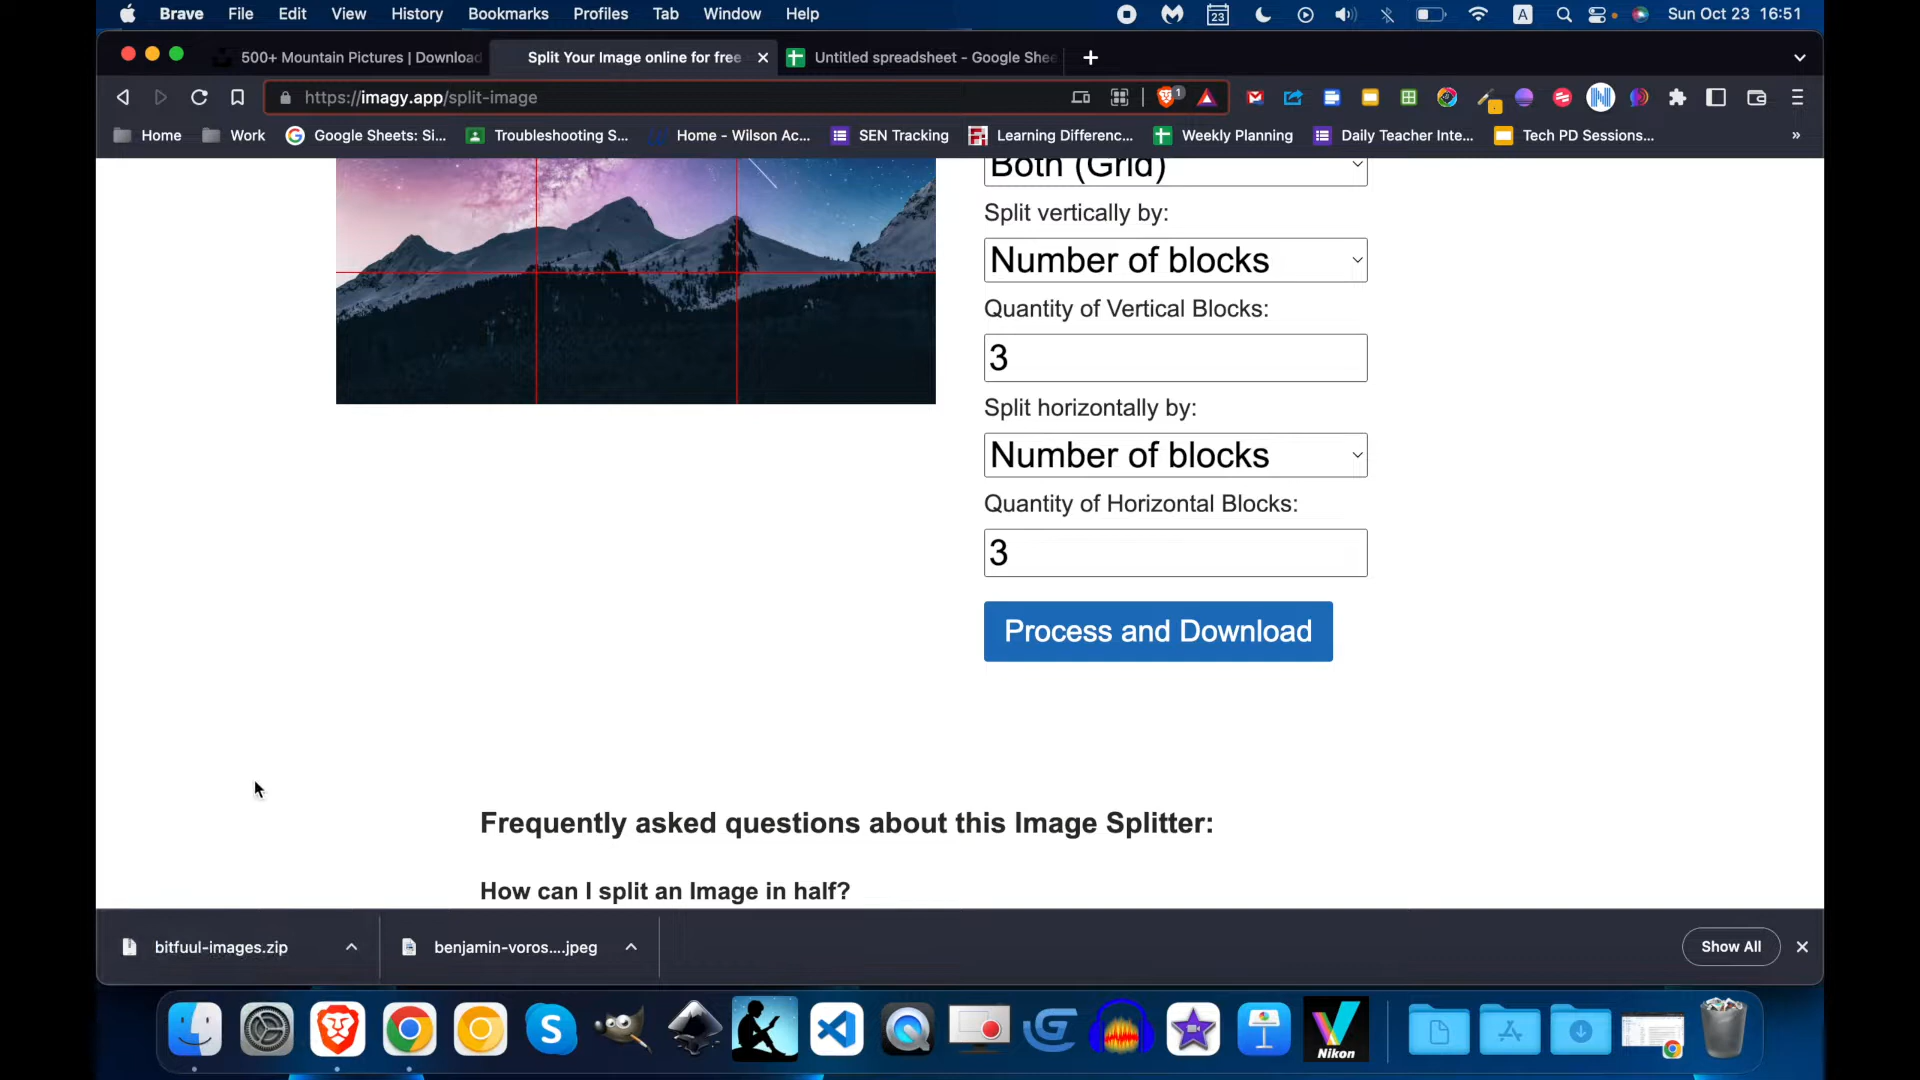 Brave File Edit View History Bookmarks Profiles Tab Window Help 23 A Sun Oct 23 16:51
500+ Mountain Pictures | Download Split Your Image online for free Untitled spreadsheet - Google Shee
https://imagy.app/split-image 1
Home Work Google Sheets: Si... Troubleshooting S... Home - Wilson Ac... SEN Tracking Learning Differenc... Weekly Planning Daily Teacher Inte... Tech PD Sessions... »
Both (Grid)
Split vertically by:
Number of blocks
Quantity of Vertical Blocks:
3
Split horizontally by:
Number of blocks
Quantity of Horizontal Blocks:
3
Process and Download
Frequently asked questions about this Image Splitter:
How can I split an Image in half?
bitfuul-images.zip benjamin-voros....jpeg Show All
Nikon